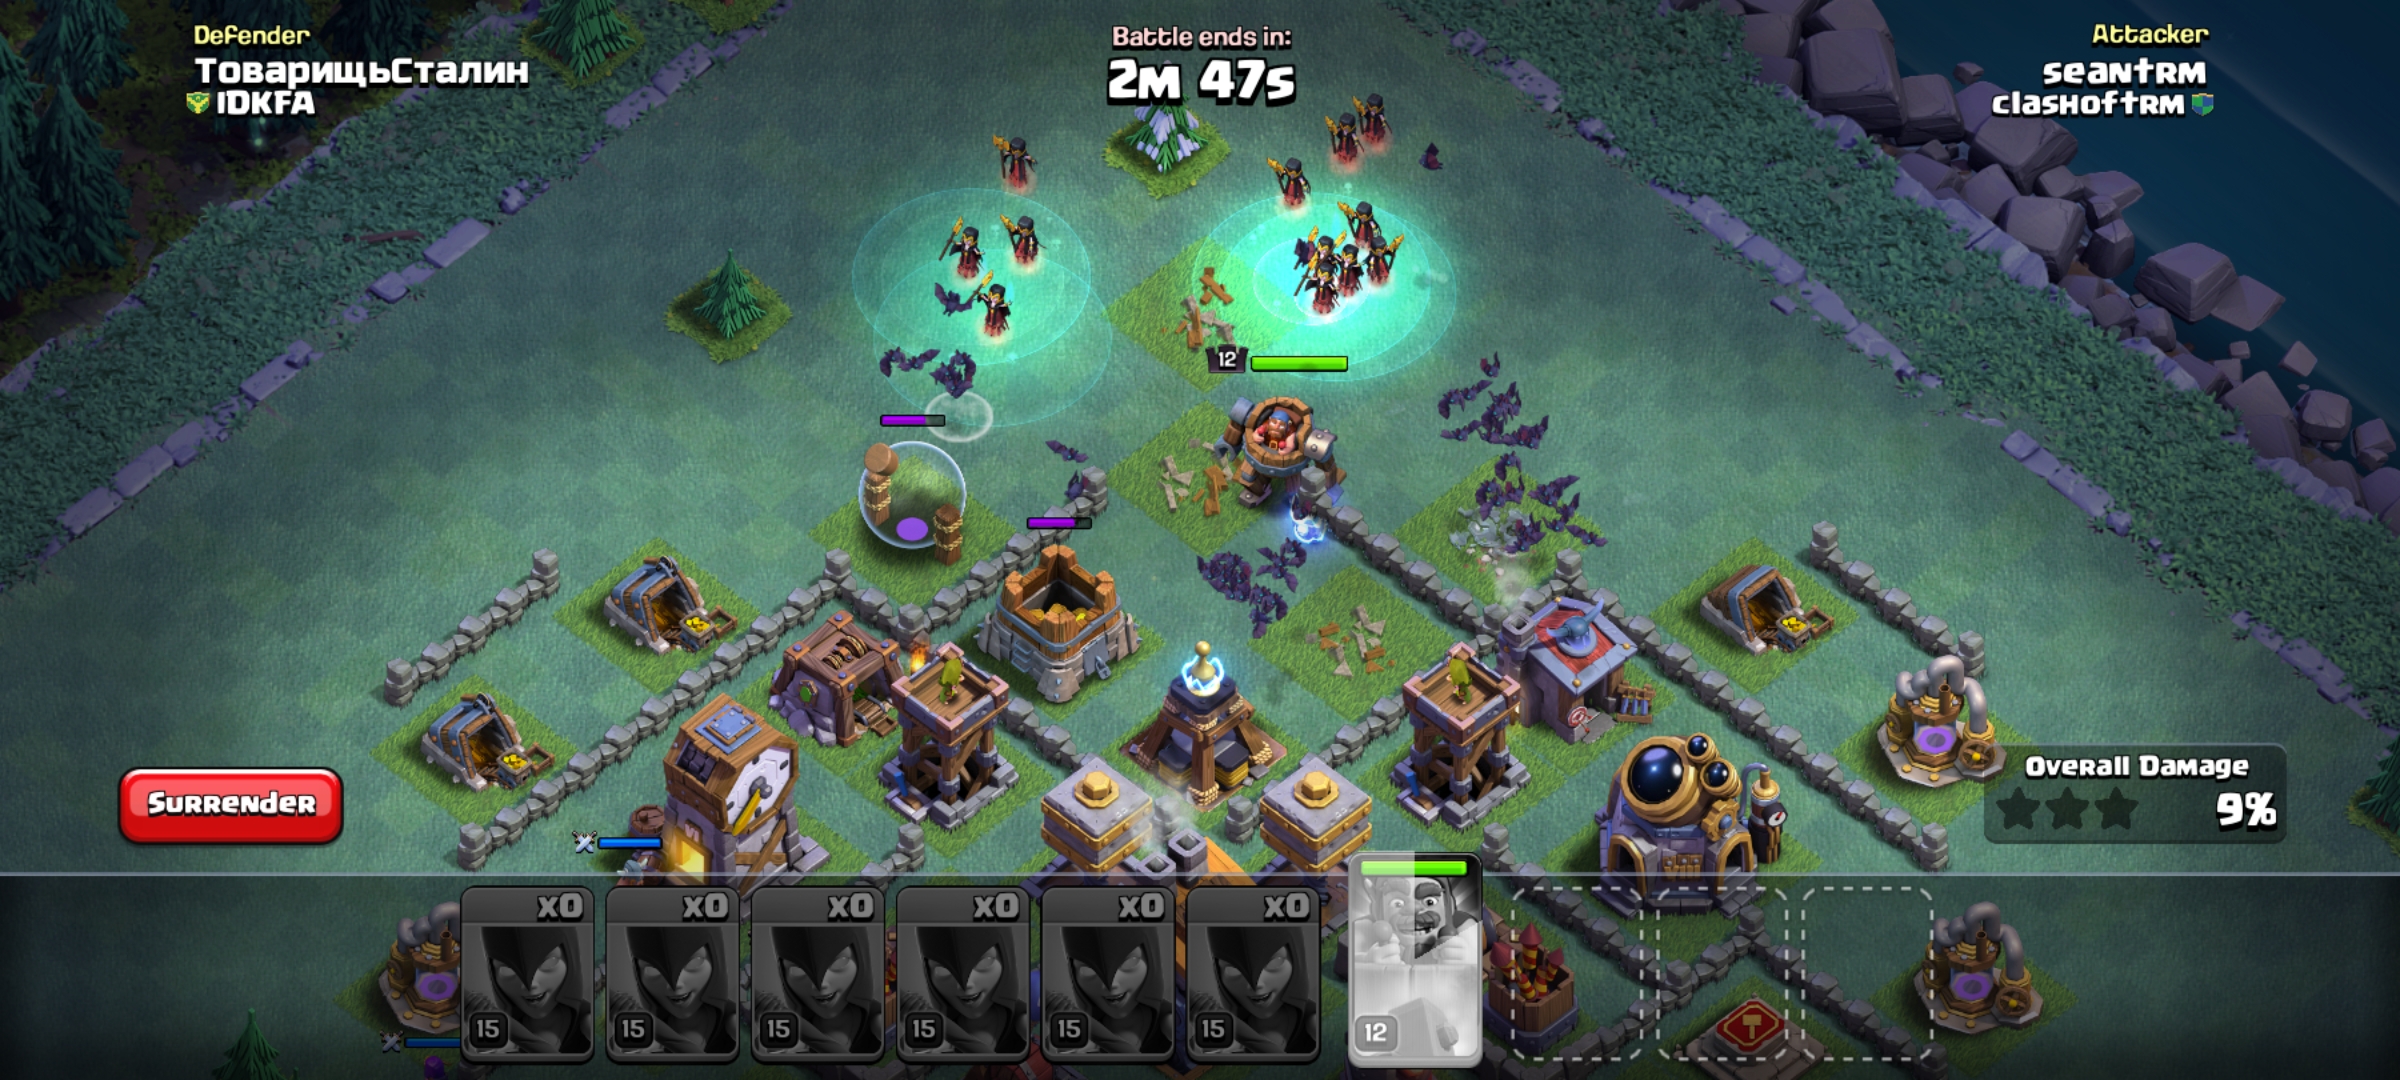 Defender
ТоварищьСталин
IDKFA
Battle ends in:
2m 47s
Attacker
seantrm
clashoftrm
12
Surrender
Overall Damage
9%
x0
x0
x0
x0
x0
x0
15
15
15
15
15
15
12